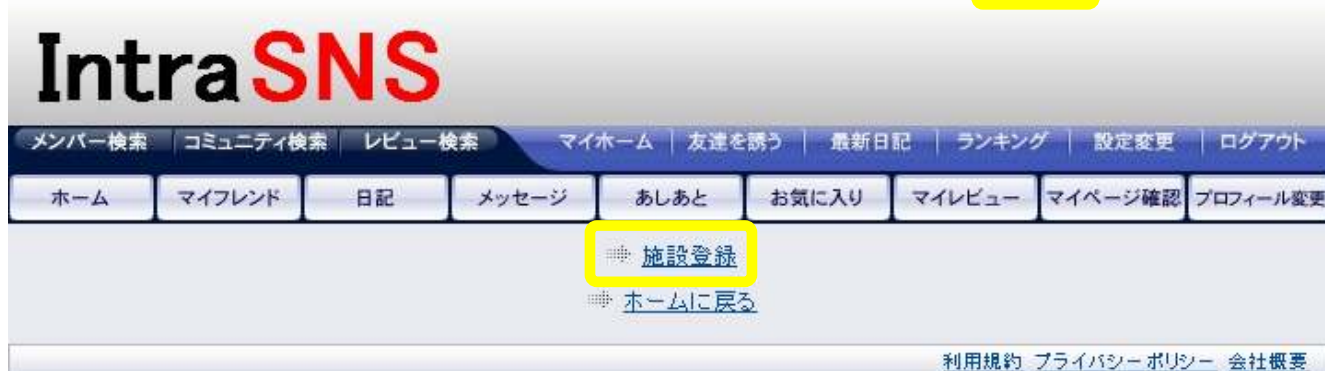 IntraSNS
メンバー検索 コミュニティ検索 レビュー検索 マイホーム 友達を誘う 最新日記 ランキング 設定変更 ログアウト
ホーム マイフレンド 日記 メッセージ あしあと お気に入り マイレビュー マイページ確認 プロフィール変更
施設登録
ホームに戻る
利用規約 プライバシーポリシー 会社概要